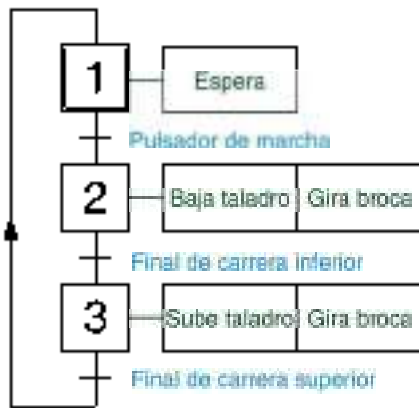 1
Espera
Pulsador de marcha
2
Baja taladro Gira broca
Final de carrera inferior
3
Sube taladro Gira broca
Final de carrera superior